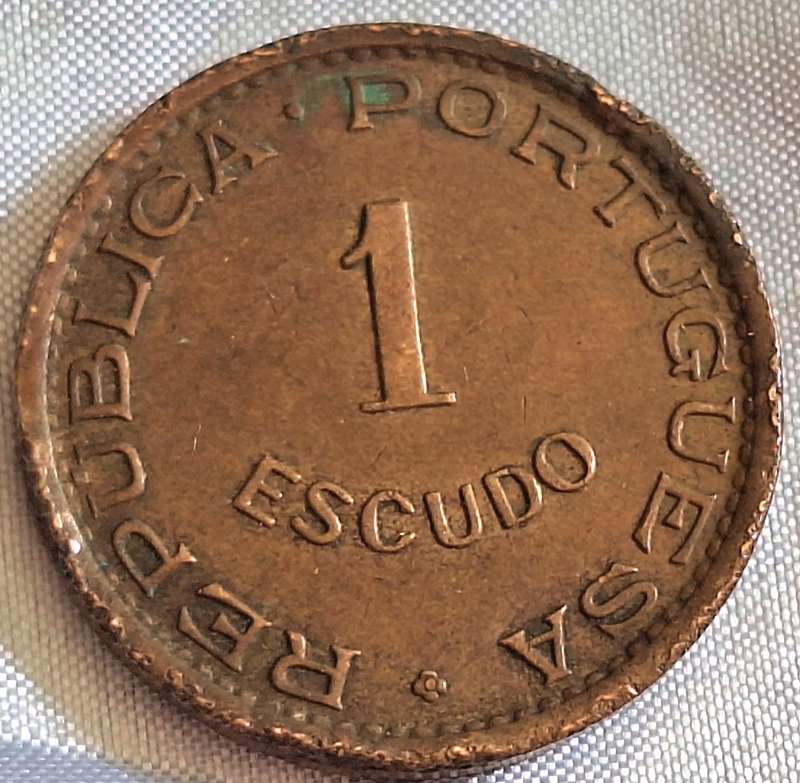 REPUBLICA · PORTUGUESA
1
ESCUDO